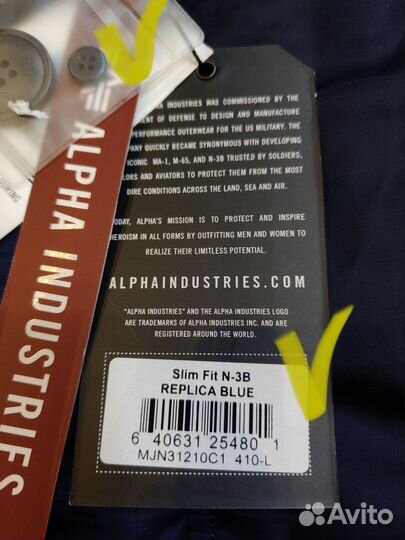 ALPHA INDUSTRIES
INDUSTRIES WAS COMMISSIONED BY THE
OF DEFENSE TO DESIGN AND MANUFACTURE
PERFORMANCE OUTERWEAR FOR THE US MILITARY. THE
QUICKLY BECAME SYNONYMOUS WITH DEVELOPING
ICONIC MA-1, M-65, AND N-3B TRUSTED BY SOLDIERS,
AND AVIATORS TO PROTECT THEM FROM THE MOST
DIRE CONDITIONS ACROSS THE LAND, SEA AND AIR.
TODAY, ALPHA'S MISSION IS TO PROTECT AND INSPIRE
HEROISM IN ALL FORMS BY OUTFITTING MEN AND WOMEN TO
REALIZE THEIR LIMITLESS POTENTIAL.
ALPHAINDUSTRIES.COM
"ALPHA INDUSTRIES" AND THE ALPHA INDUSTRIES LOGO
ARE TRADEMARKS OF ALPHA INDUSTRIES INC. AND ARE
REGISTERED AROUND THE WORLD.
Slim Fit N-3B
REPLICA BLUE
6 40631 25480 1
MJN31210C1 410-L
Avito